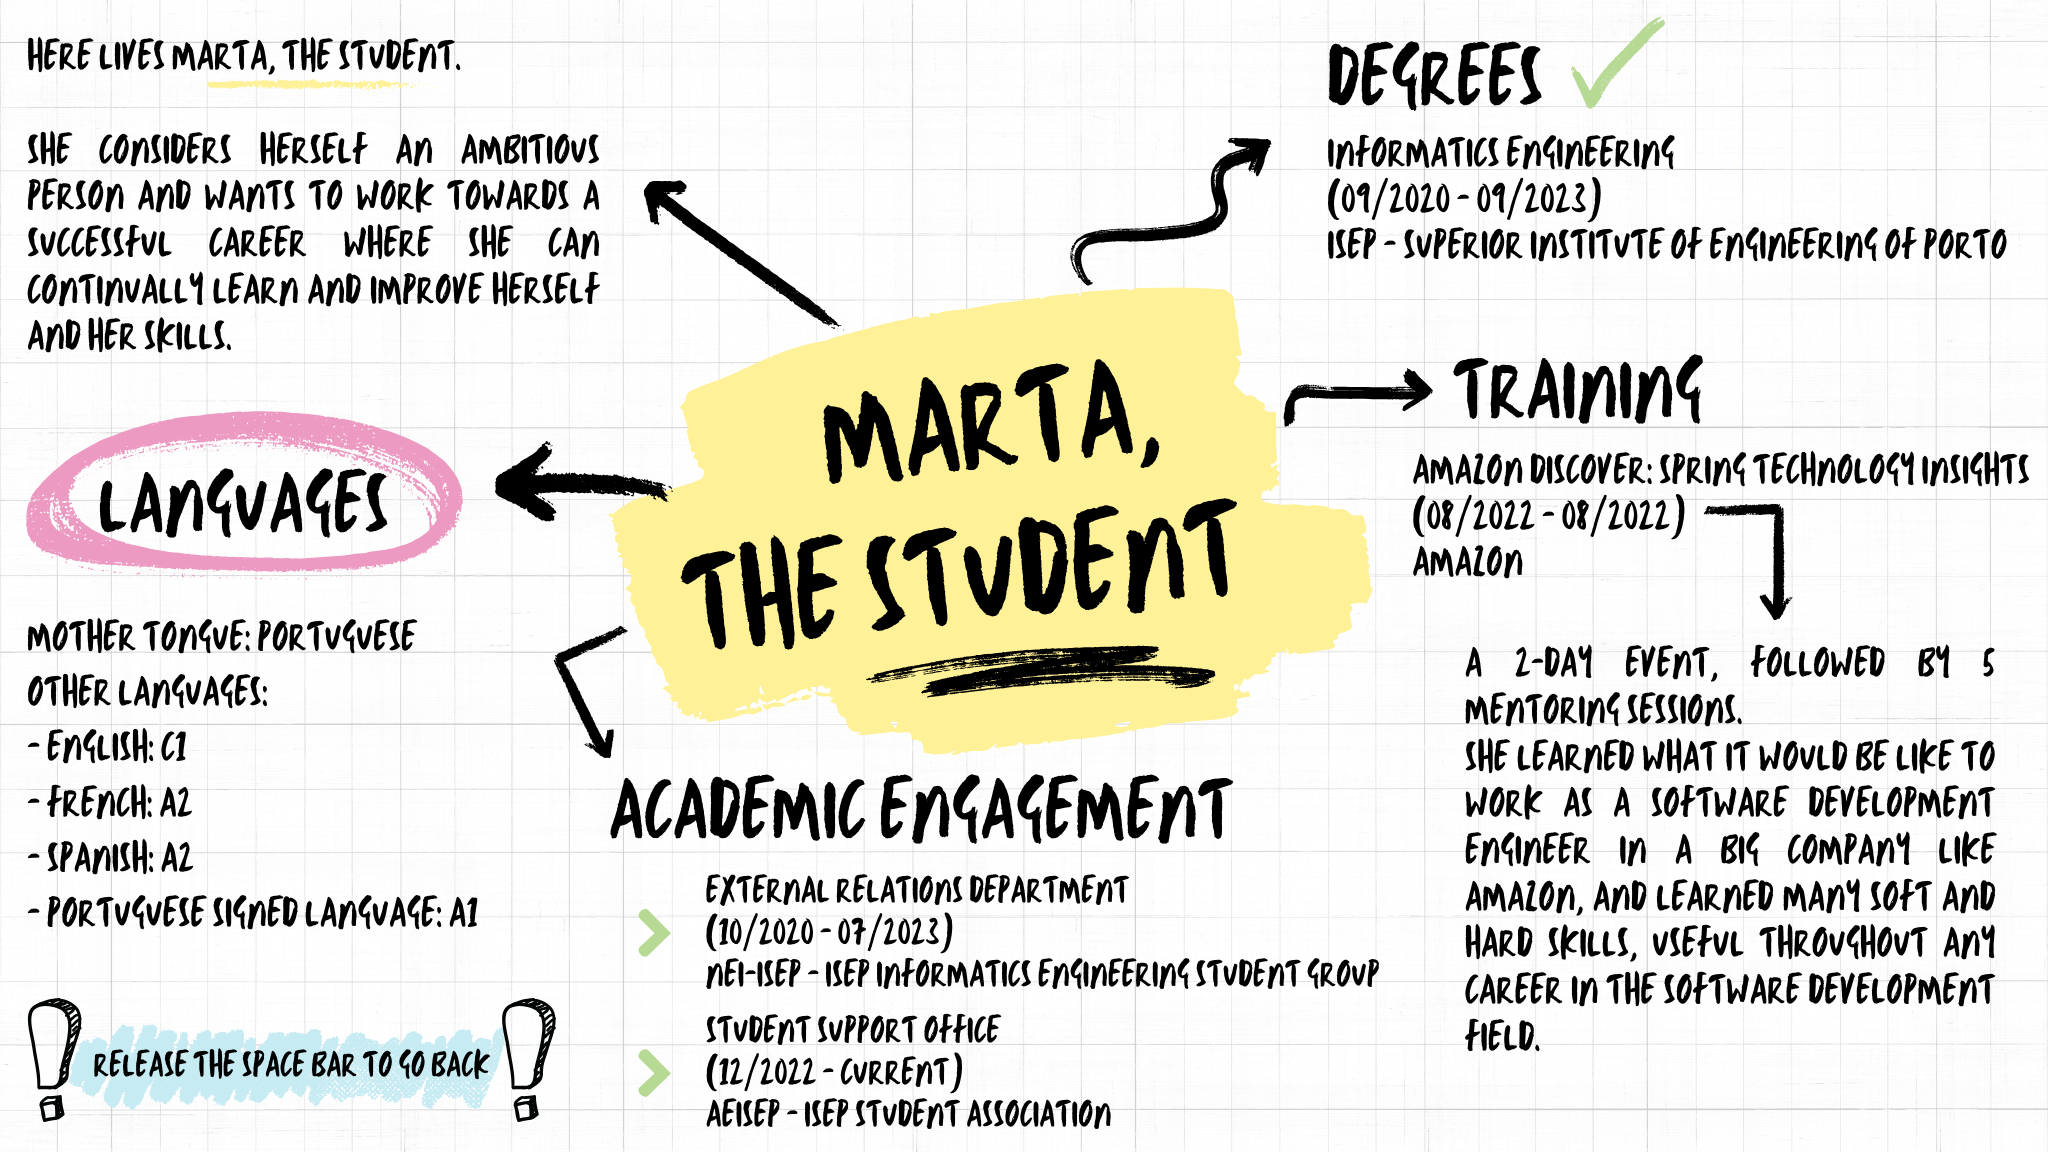 HERE LIVES MARTA, THE STUDENT.
SHE CONSIDERS HERSELF AN AMBITIOUS
PERSON AND WANTS TO WORK TOWARDS A
SUCCESSFUL CAREER WHERE SHE CAN
CONTINUALLY LEARN AND IMPROVE HERSELF
AND HER SKILLS.
LANGUAGES
MOTHER TONGUE: PORTUGUESE
OTHER LANGUAGES:
- ENGLISH: C1
- FRENCH: A2
- SPANISH: A2
- PORTUGUESE SIGNED LANGUAGE: A1
RELEASE THE SPACE BAR TO GO BACK
MARTA,
THE STUDENT
ACADEMIC ENGAGEMENT
EXTERNAL RELATIONS DEPARTMENT
(10/2020 - 07/2023)
NEI-ISEP - ISEP INFORMATICS ENGINEERING STUDENT GROUP
STUDENT SUPPORT OFFICE
(12/2022 - CURRENT)
AEISEP - ISEP STUDENT ASSOCIATION
DEGREES
INFORMATICS ENGINEERING
(09/2020 - 09/2023)
ISEP - SUPERIOR INSTITUTE OF ENGINEERING OF PORTO
TRAINING
AMAZON DISCOVER: SPRING TECHNOLOGY INSIGHTS
(08/2022 - 08/2022)
AMAZON
A 2-DAY EVENT, FOLLOWED BY 5
MENTORING SESSIONS.
SHE LEARNED WHAT IT WOULD BE LIKE TO
WORK AS A SOFTWARE DEVELOPMENT
ENGINEER IN A BIG COMPANY LIKE
AMAZON, AND LEARNED MANY SOFT AND
HARD SKILLS, USEFUL THROUGHOUT ANY
CAREER IN THE SOFTWARE DEVELOPMENT
FIELD.